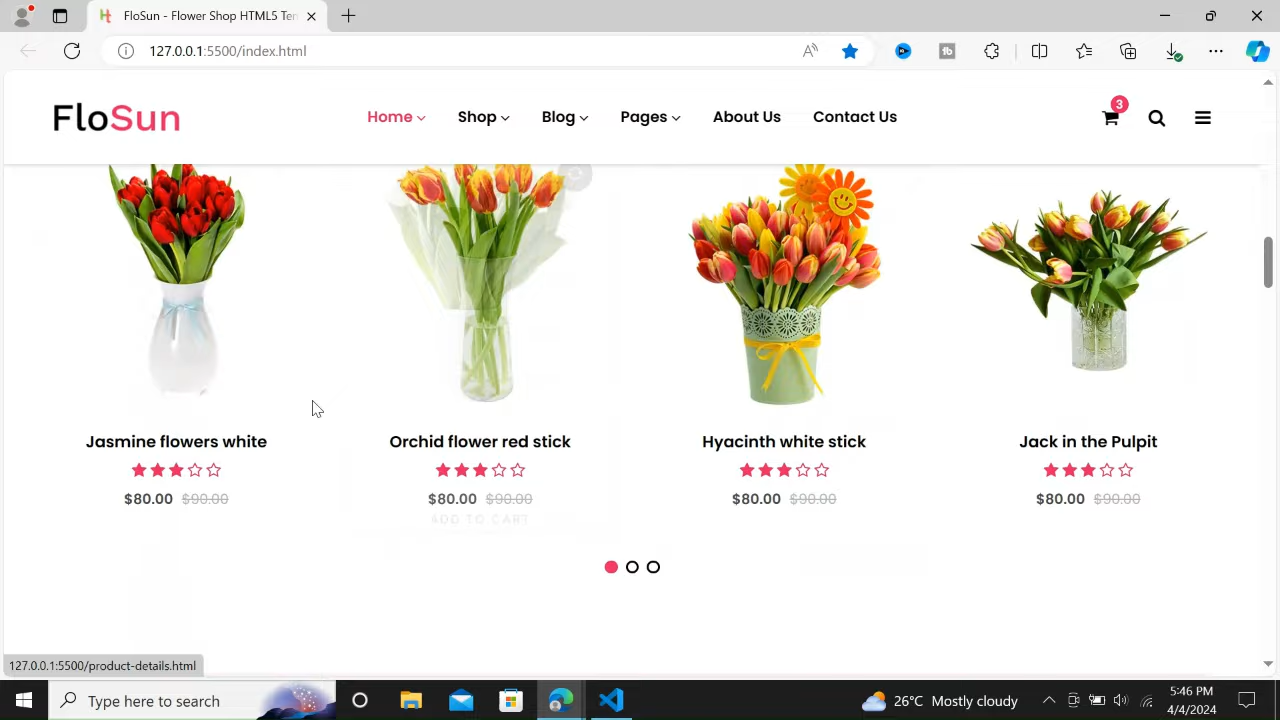 FloSun - Flower Shop HTML5 Ten
127.0.0.1:5500/index.html
FloSun
Home
Shop
Blog
Pages
About Us
Contact Us
3
Jasmine flowers white
Orchid flower red stick
Hyacinth white stick
Jack in the Pulpit
$80.00 $90.00
$80.00 $90.00
$80.00 $90.00
$80.00 $90.00
ADD TO CART
127.0.0.1:5500/product-details.html
Type here to search
26°C Mostly cloudy
5:46 PM
4/4/2024